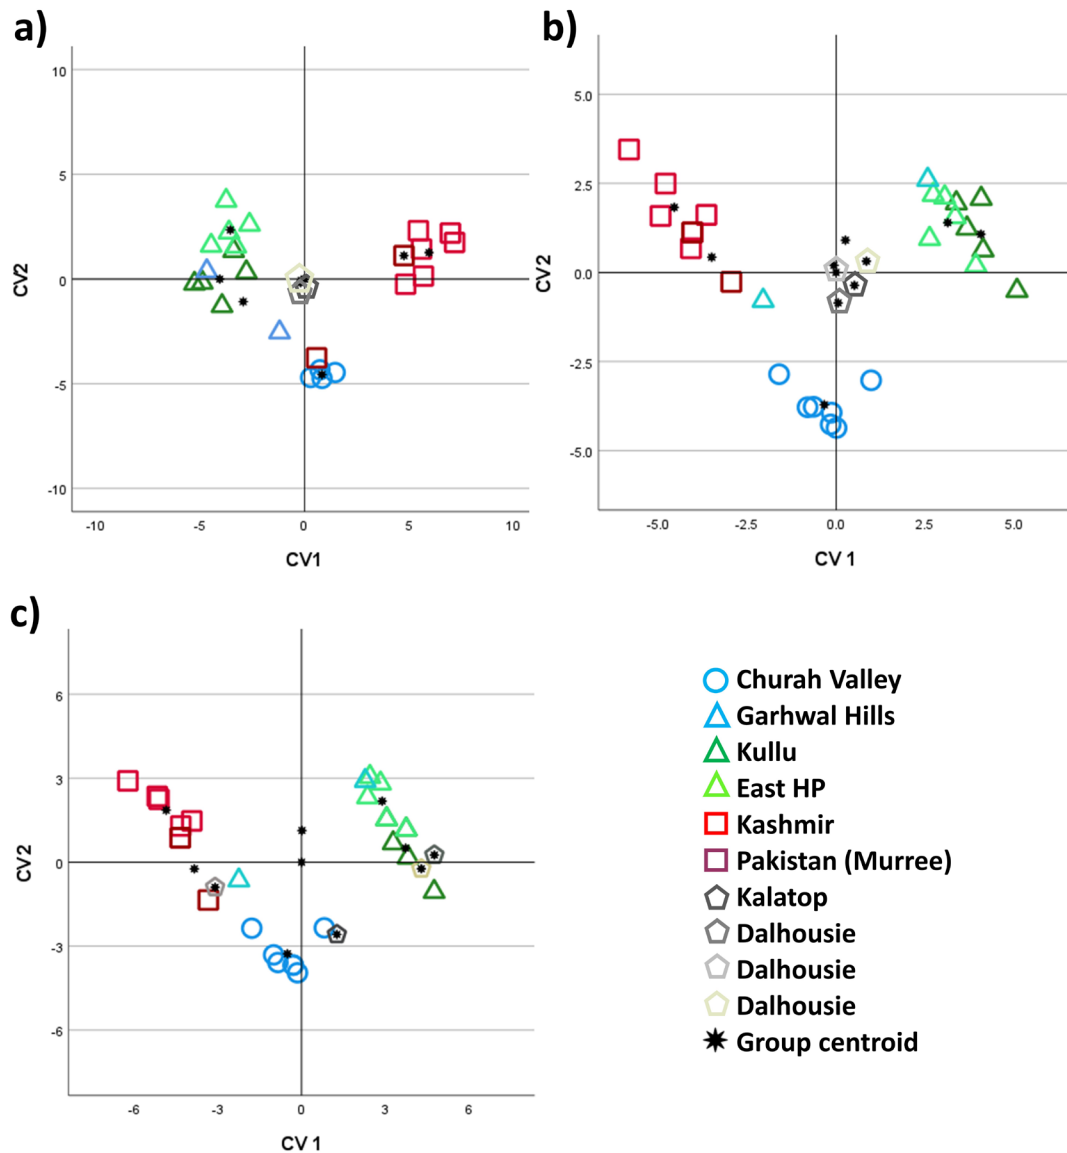 a)
10
5
0
-5
-10
CV2
-10
-5
0
5
10
CV1
b)
5.0
2.5
0.0
-2.5
-5.0
CV2
-5.0
-2.5
0.0
2.5
5.0
CV 1
c)
6
3
0
-3
-6
CV2
-6
-3
0
3
6
CV 1
Churah Valley
Garhwal Hills
Kullu
East HP
Kashmir
Pakistan (Murree)
Kalatop
Dalhousie
Dalhousie
Dalhousie
Group centroid